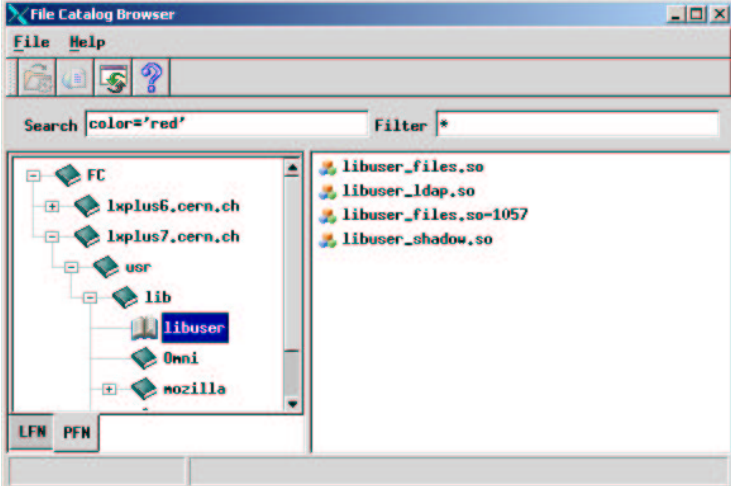 File Catalog Browser
File Help
Search color='red' Filter *
FC
lxplus6.cern.ch
lxplus7.cern.ch
usr
lib
libuser
Omni
mozilla
LFN PFN
libuser_files.so
libuser_ldap.so
libuser_files.so-1057
libuser_shadow.so